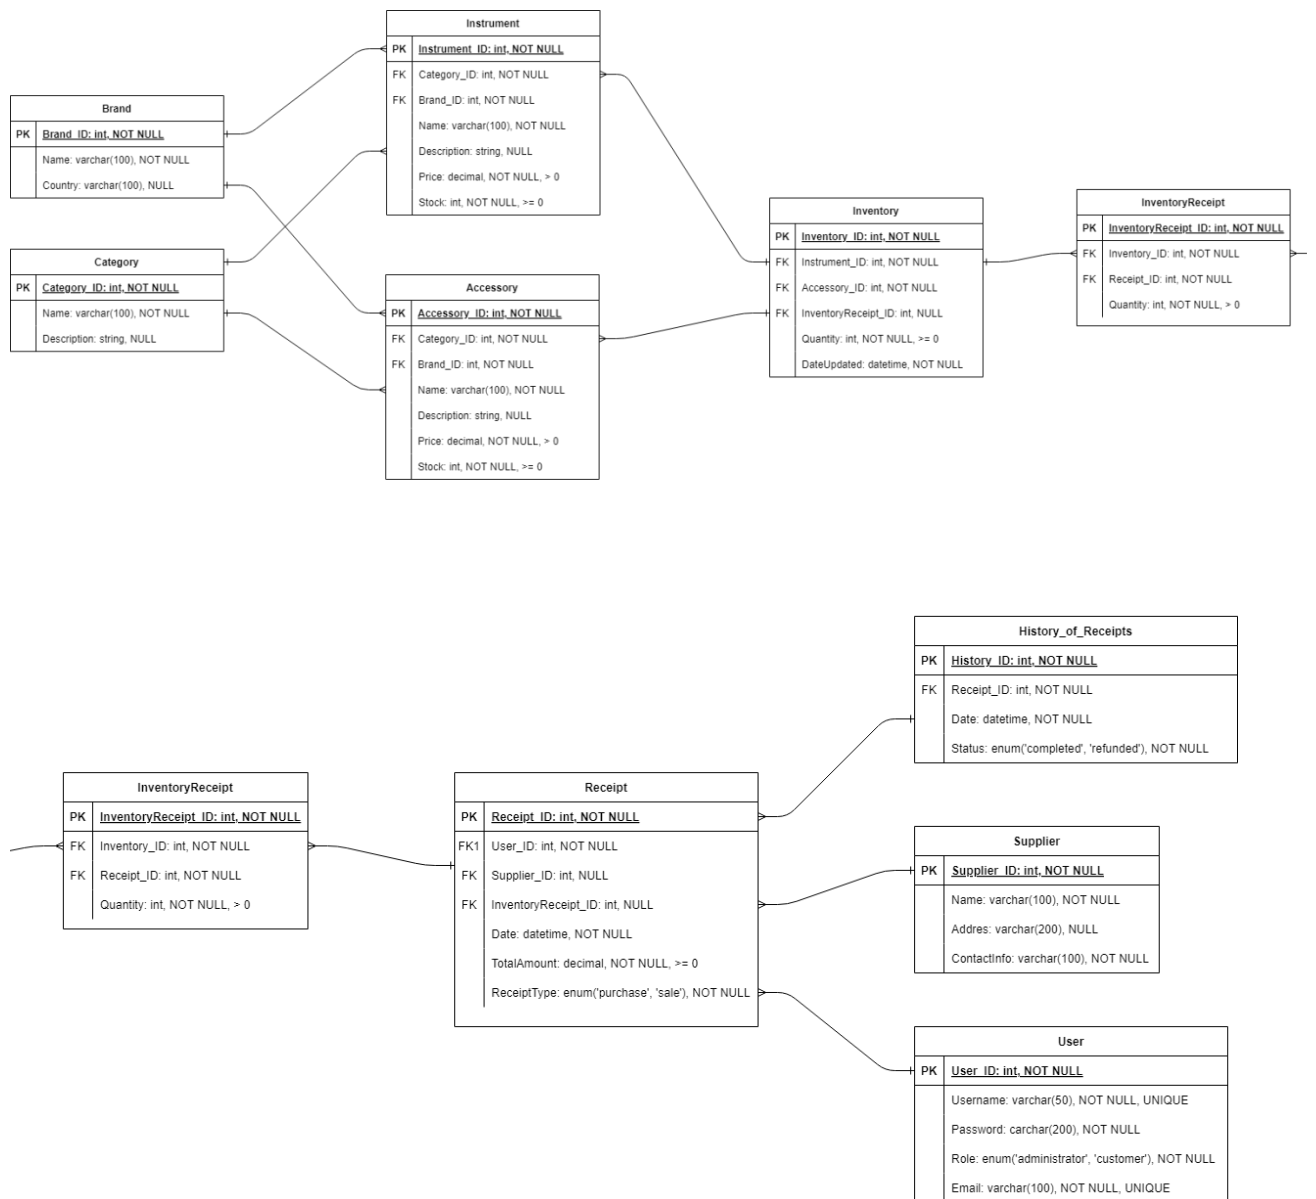 Instrument
PK Instrument_ID: int, NOT NULL
FK Category_ID: int, NOT NULL
FK Brand_ID: int, NOT NULL
Name: varchar(100), NOT NULL
Description: string, NULL
Price: decimal, NOT NULL, > 0
Stock: int, NOT NULL, >= 0
Brand
PK Brand_ID: int, NOT NULL
Name: varchar(100), NOT NULL
Country: varchar(100), NULL
Category
PK Category_ID: int, NOT NULL
Name: varchar(100), NOT NULL
Description: string, NULL
Accessory
PK Accessory_ID: int, NOT NULL
FK Category_ID: int, NOT NULL
FK Brand_ID: int, NOT NULL
Name: varchar(100), NOT NULL
Description: string, NULL
Price: decimal, NOT NULL, > 0
Stock: int, NOT NULL, >= 0
Inventory
PK Inventory_ID: int, NOT NULL
FK Instrument_ID: int, NOT NULL
FK Accessory_ID: int, NOT NULL
FK InventoryReceipt_ID: int, NULL
Quantity: int, NOT NULL, >= 0
DateUpdated: datetime, NOT NULL
InventoryReceipt
PK InventoryReceipt_ID: int, NOT NULL
FK Inventory_ID: int, NOT NULL
FK Receipt_ID: int, NOT NULL
Quantity: int, NOT NULL, > 0
InventoryReceipt
PK InventoryReceipt_ID: int, NOT NULL
FK Inventory_ID: int, NOT NULL
FK Receipt_ID: int, NOT NULL
Quantity: int, NOT NULL, > 0
Receipt
PK Receipt_ID: int, NOT NULL
FK1 User_ID: int, NOT NULL
FK Supplier_ID: int, NULL
FK InventoryReceipt_ID: int, NULL
Date: datetime, NOT NULL
TotalAmount: decimal, NOT NULL, >= 0
ReceiptType: enum('purchase', 'sale'), NOT NULL
History_of_Receipts
PK History_ID: int, NOT NULL
FK Receipt_ID: int, NOT NULL
Date: datetime, NOT NULL
Status: enum('completed', 'refunded'), NOT NULL
Supplier
PK Supplier_ID: int, NOT NULL
Name: varchar(100), NOT NULL
Addres: varchar(200), NULL
ContactInfo: varchar(100), NOT NULL
User
PK User_ID: int, NOT NULL
Username: varchar(50), NOT NULL, UNIQUE
Password: carchar(200), NOT NULL
Role: enum('administrator', 'customer'), NOT NULL
Email: varchar(100), NOT NULL, UNIQUE